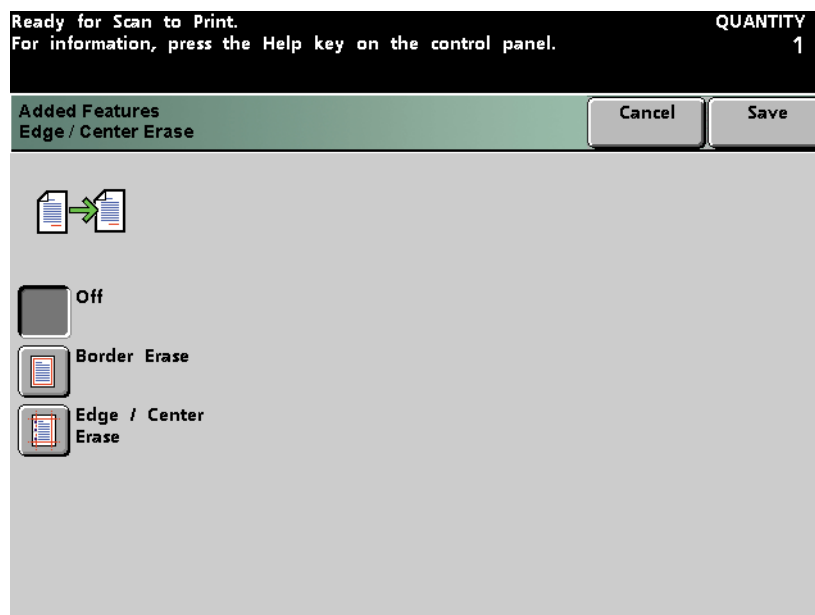 Ready for Scan to Print.
For information, press the Help key on the control panel.
QUANTITY
1
Added Features
Edge / Center Erase
Cancel
Save
Off
Border Erase
Edge / Center
Erase